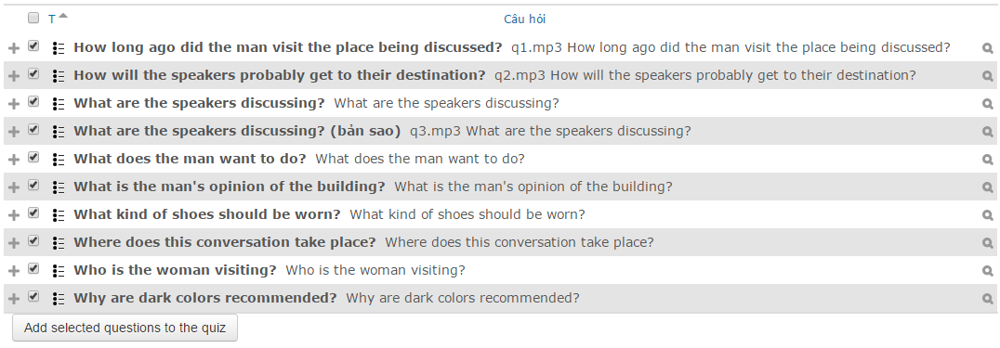 T Câu hỏi
How long ago did the man visit the place being discussed? q1.mp3 How long ago did the man visit the place being discussed?
How will the speakers probably get to their destination? q2.mp3 How will the speakers probably get to their destination?
What are the speakers discussing? What are the speakers discussing?
What are the speakers discussing? (bản sao) q3.mp3 What are the speakers discussing?
What does the man want to do? What does the man want to do?
What is the man's opinion of the building? What is the man's opinion of the building?
What kind of shoes should be worn? What kind of shoes should be worn?
Where does this conversation take place? Where does this conversation take place?
Who is the woman visiting? Who is the woman visiting?
Why are dark colors recommended? Why are dark colors recommended?
Add selected questions to the quiz